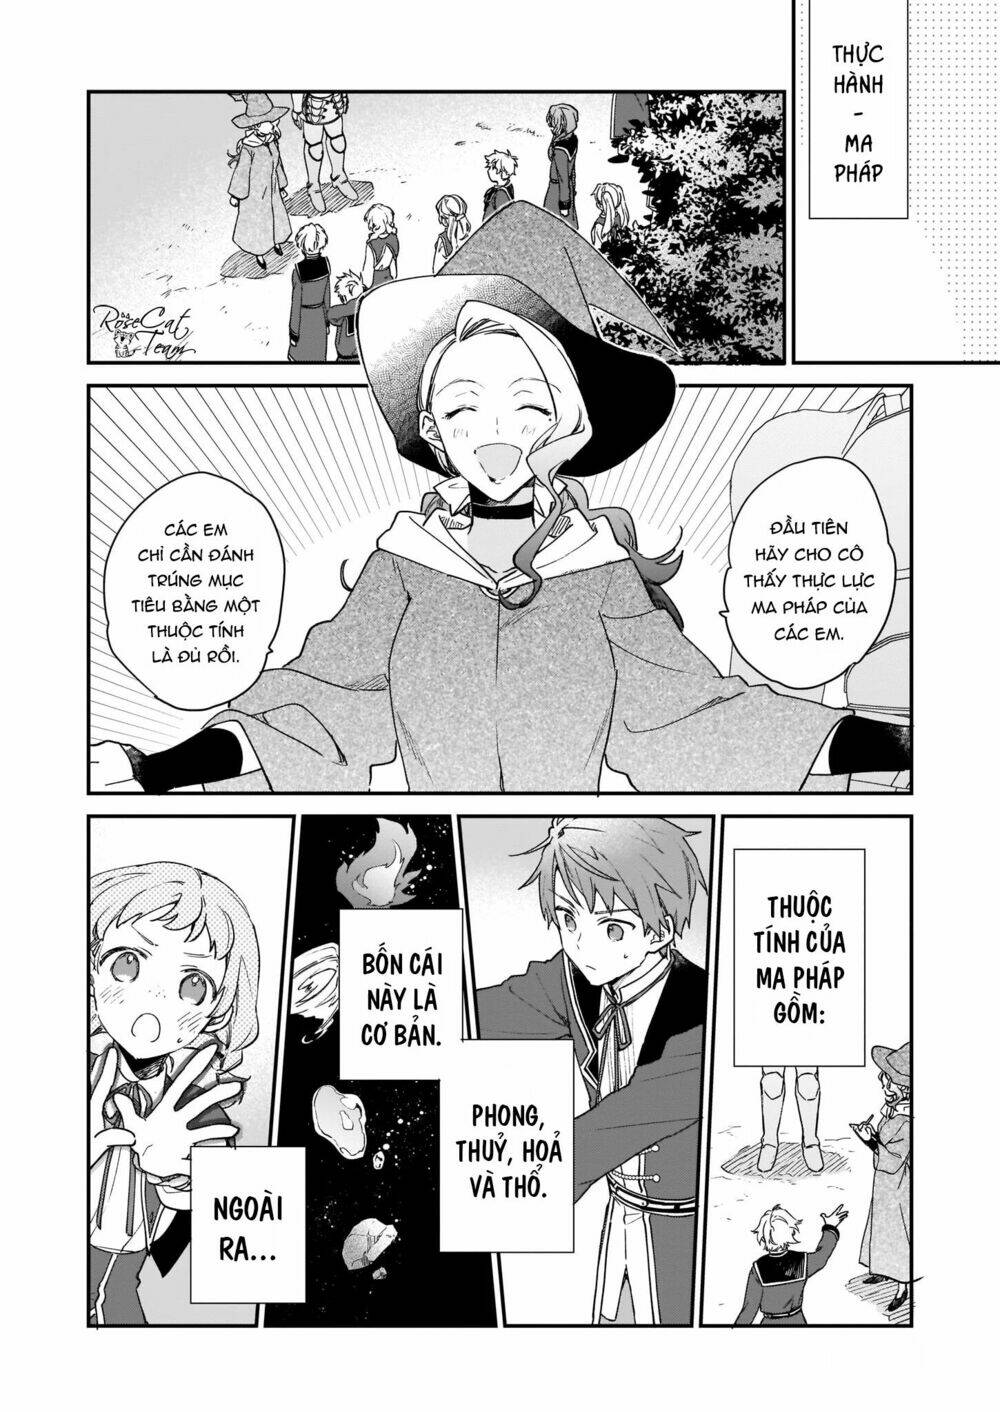 THỰC
HÀNH
-
MA
PHÁP
RoseCat
Team
ĐẦU TIÊN
HÃY CHO CÔ
THẤY THỰC LỰC
MA PHÁP CỦA
CÁC EM.
CÁC EM
CHỈ CẦN ĐÁNH
TRÚNG MỤC
TIÊU BẰNG MỘT
THUỘC TÍNH
LÀ ĐỦ RỒI.
THUỘC
TÍNH CỦA
MA PHÁP
GỒM:
PHONG,
THUỶ, HOẢ
VÀ THỔ.
BỐN CÁI
NÀY LÀ
CƠ BẢN.
NGOÀI
RA...